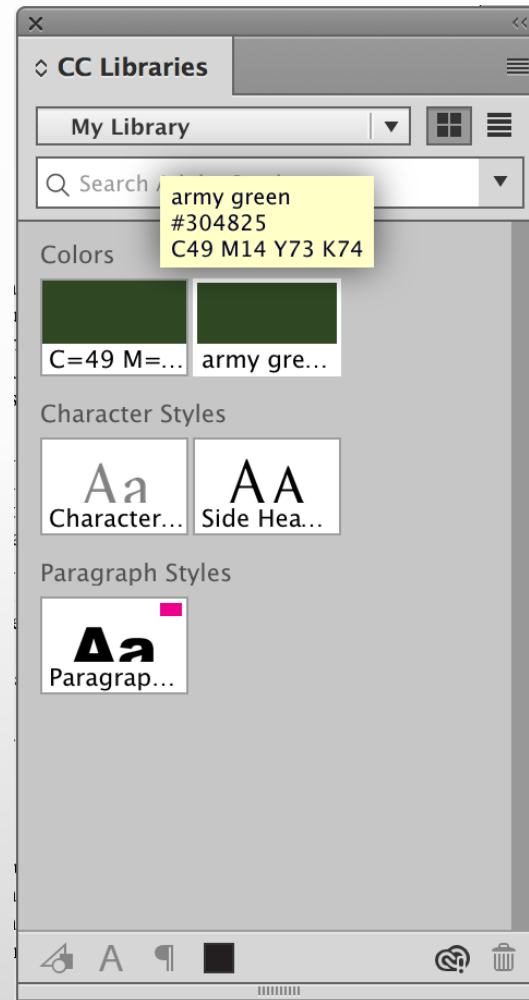 CC Libraries
My Library
Search
army green
#304825
C49 M14 Y73 K74
Colors
C=49 M=...
army gre...
Character Styles
Aa
AA
Character...
Side Hea...
Paragraph Styles
Aa
Paragrap...
A
¶